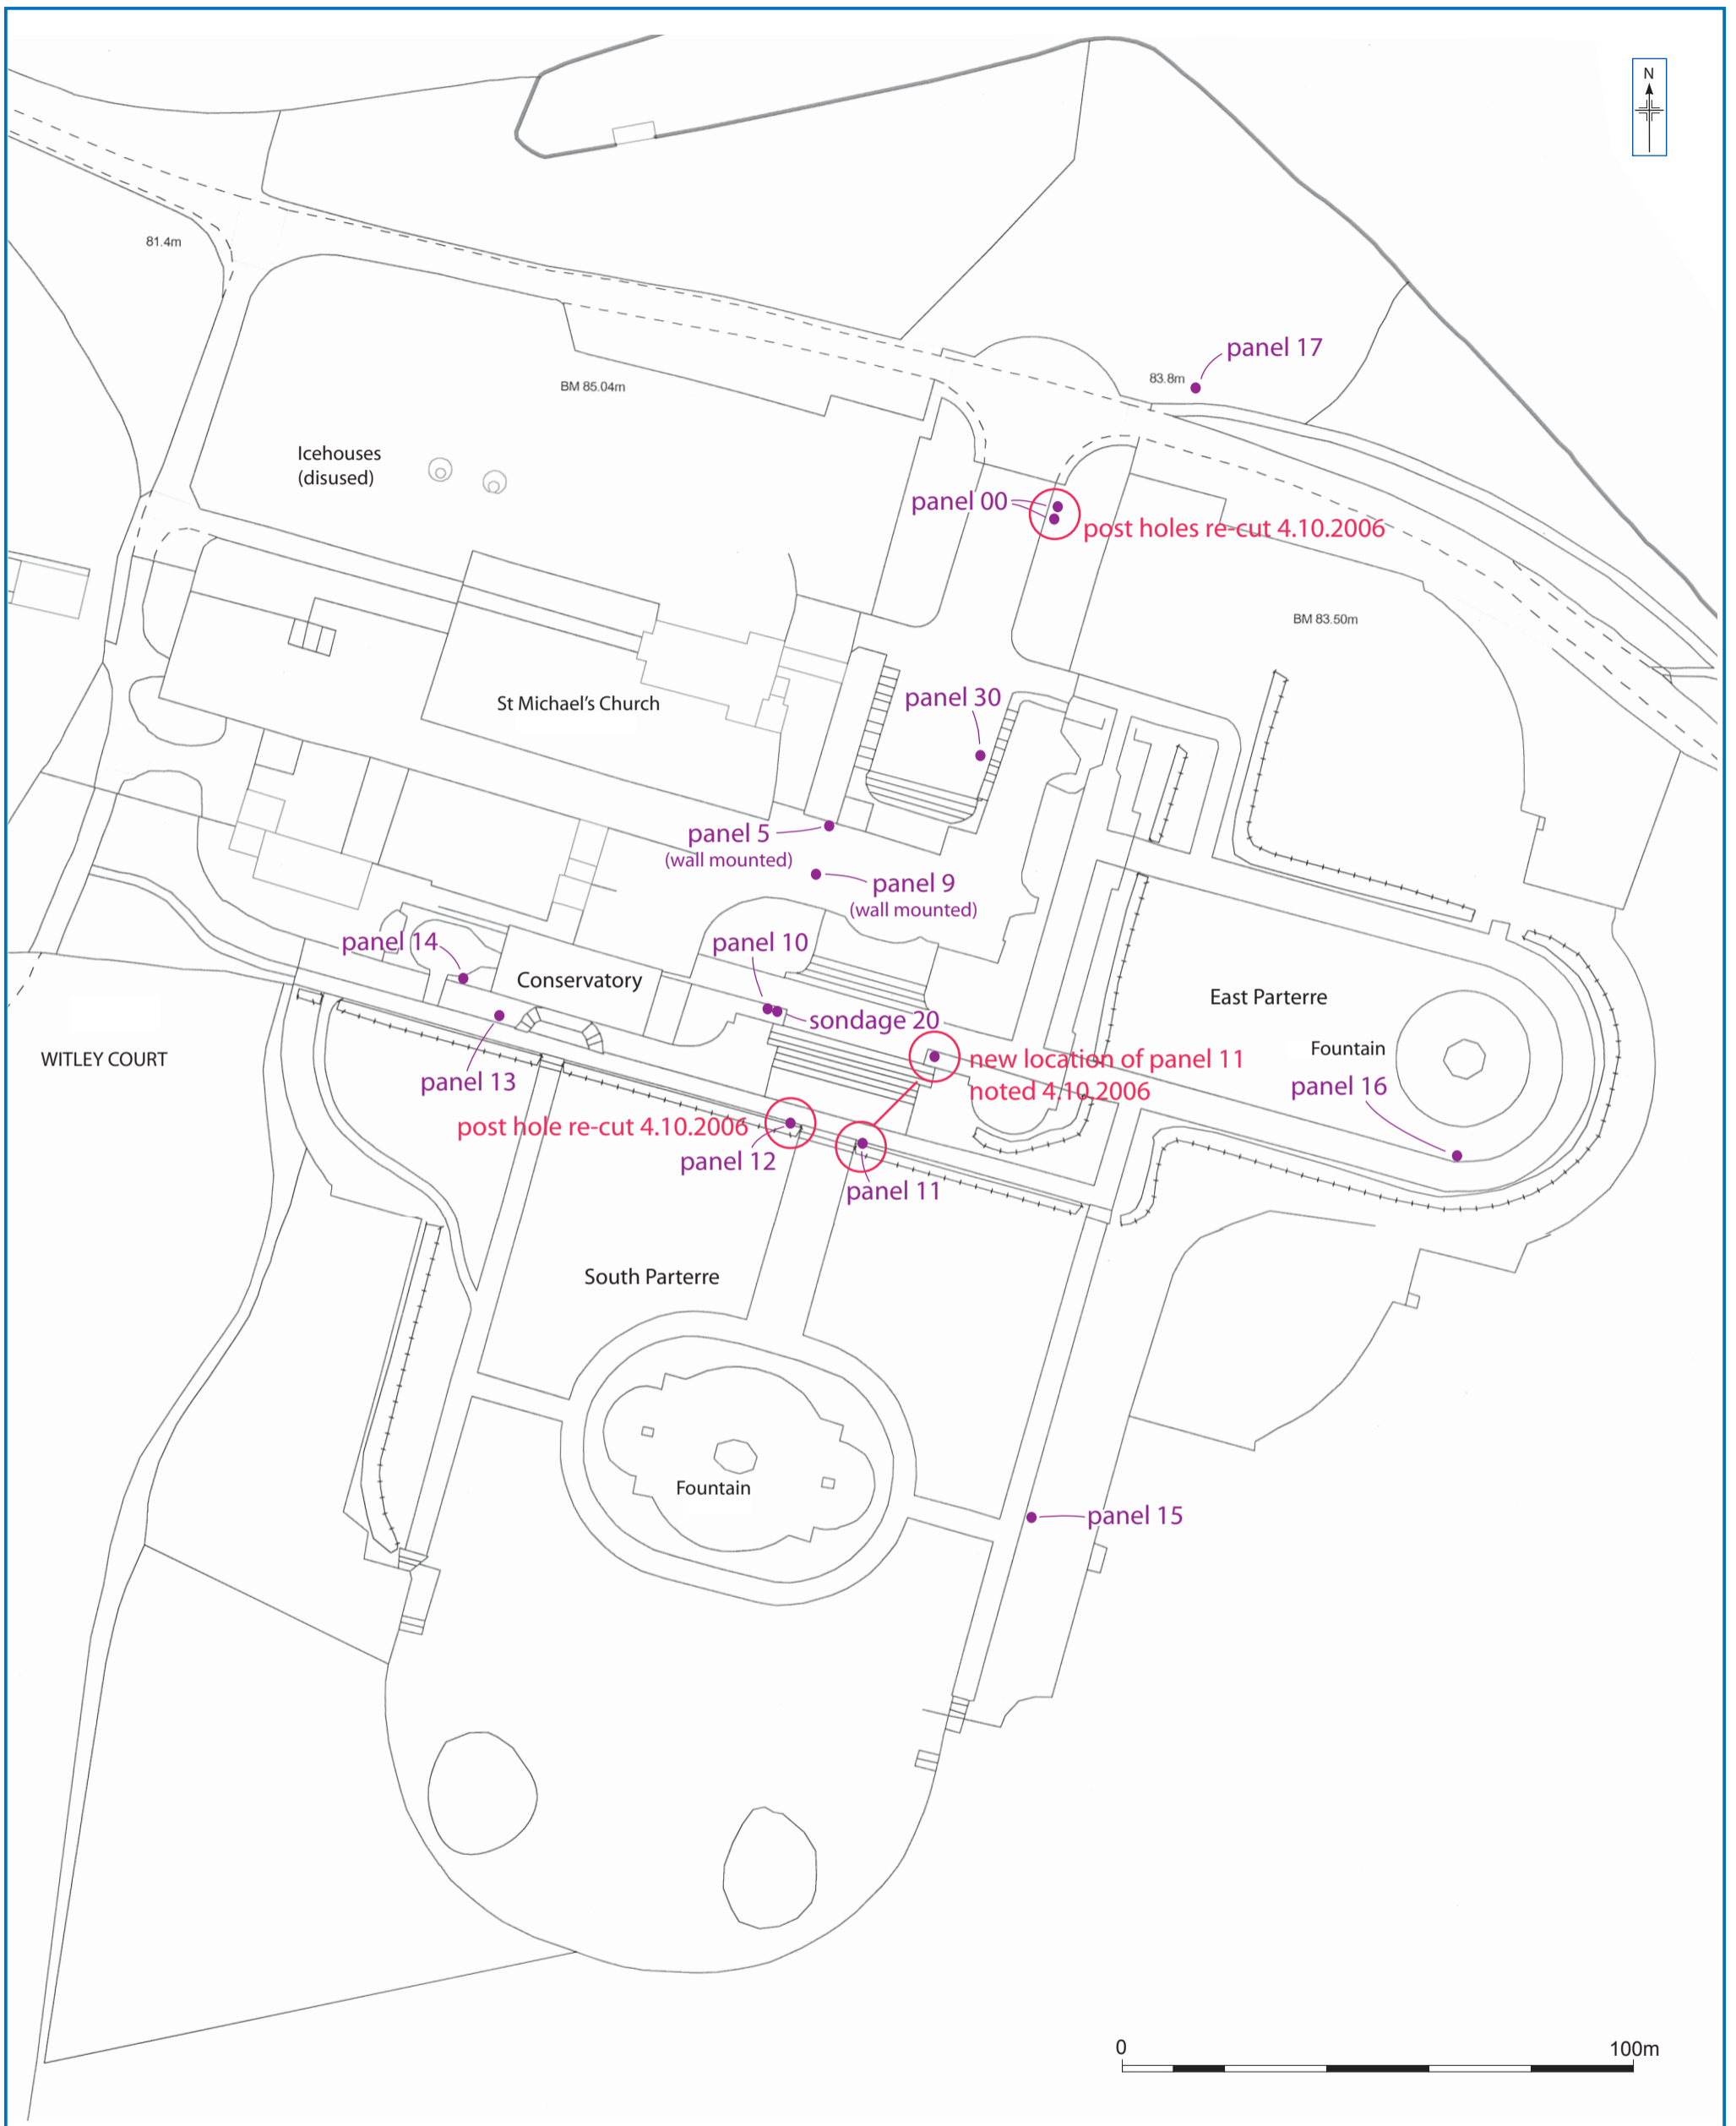 N
81.4m
panel 17
83.8m
BM 85.04m
Icehouses
(disused)
panel 00
post holes re-cut 4.10.2006
BM 83.50m
panel 30
St Michael's Church
panel 5
(wall mounted)
panel 9
(wall mounted)
panel 14
panel 10
Conservatory
East Parterre
sondage 20
Fountain
WITLEY COURT
new location of panel 11
noted 4.10.2006
panel 13
panel 16
post hole re-cut 4.10.2006
panel 12
panel 11
South Parterre
Fountain
panel 15
0
100m